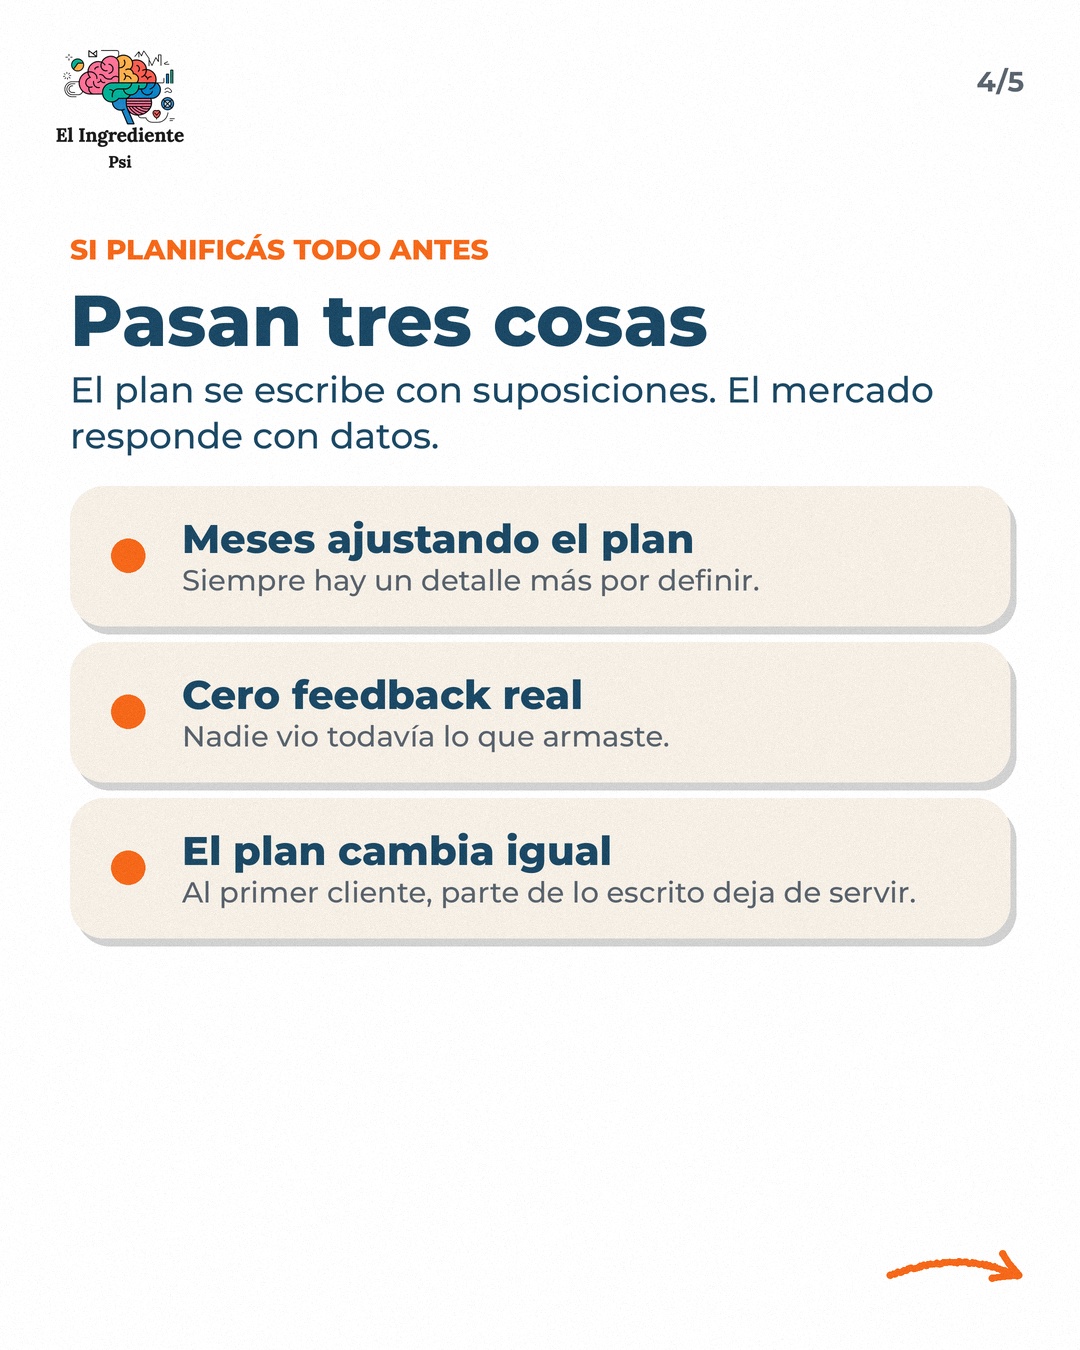 El Ingrediente
Psi
4/5
SI PLANIFICÁS TODO ANTES
Pasan tres cosas
El plan se escribe con suposiciones. El mercado
responde con datos.
Meses ajustando el plan
Siempre hay un detalle más por definir.
Cero feedback real
Nadie vio todavía lo que armaste.
El plan cambia igual
Al primer cliente, parte de lo escrito deja de servir.